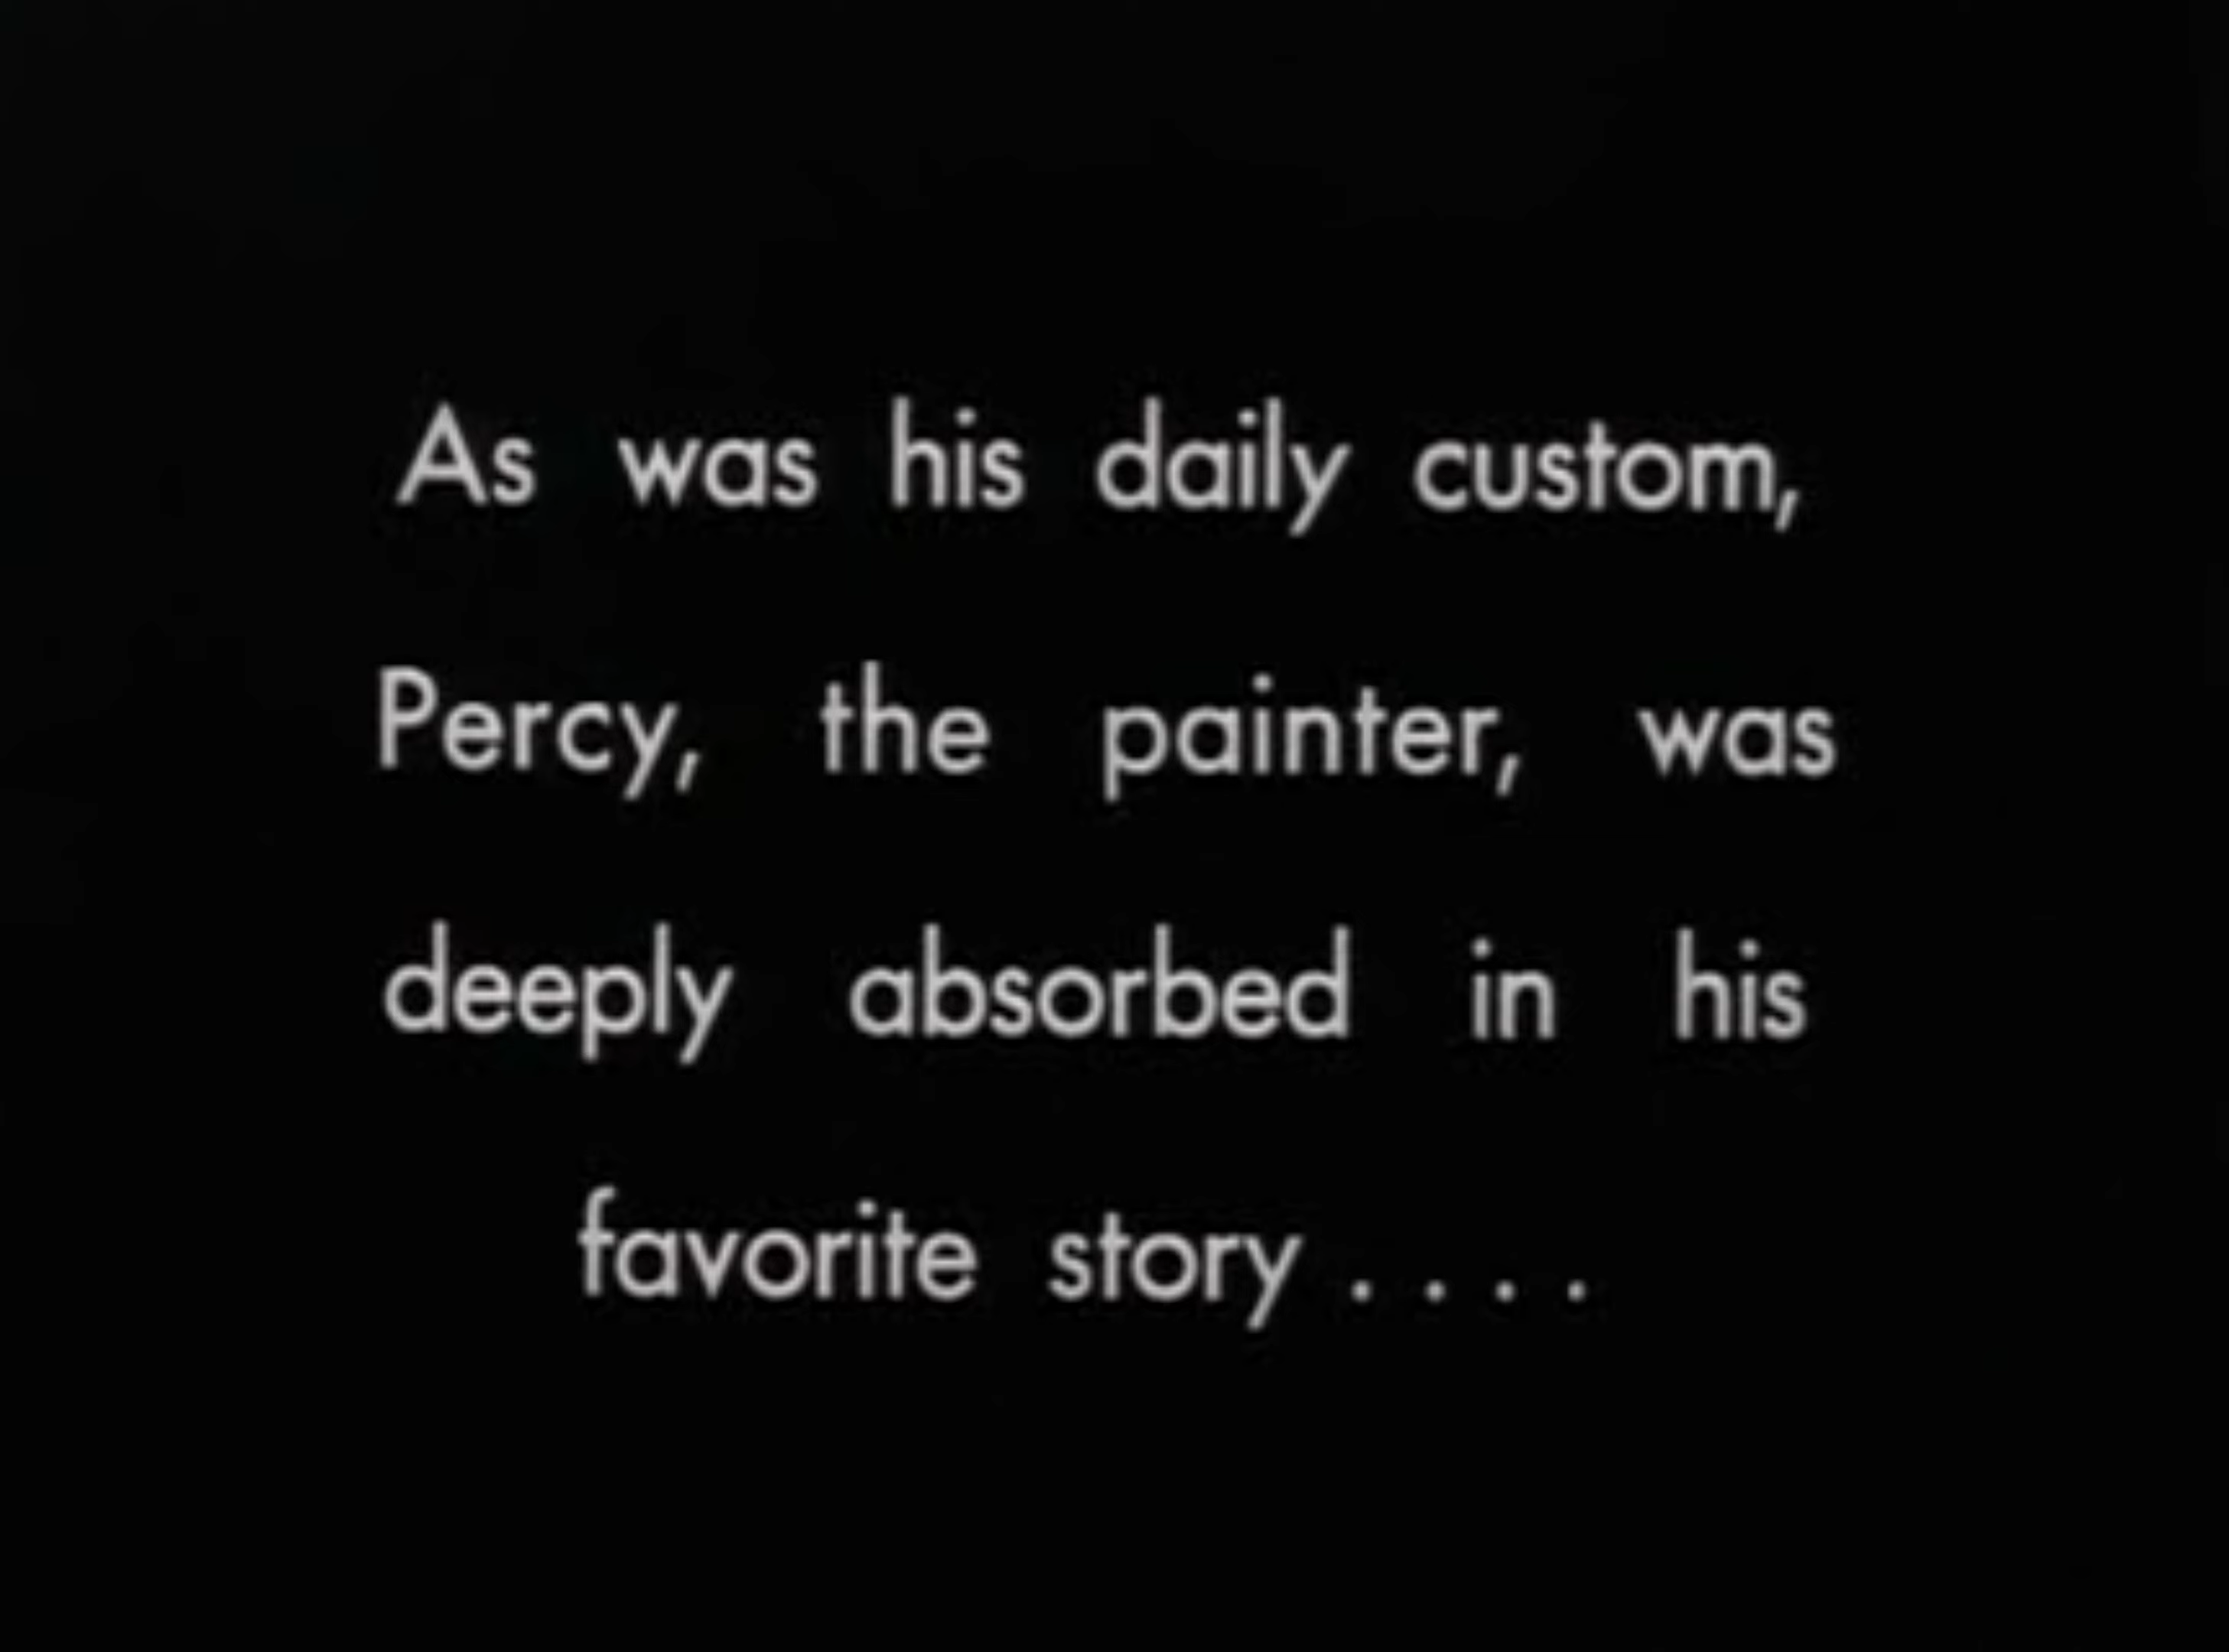 As was his daily custom,
Percy, the painter, was
deeply absorbed in his
favorite story . . . .